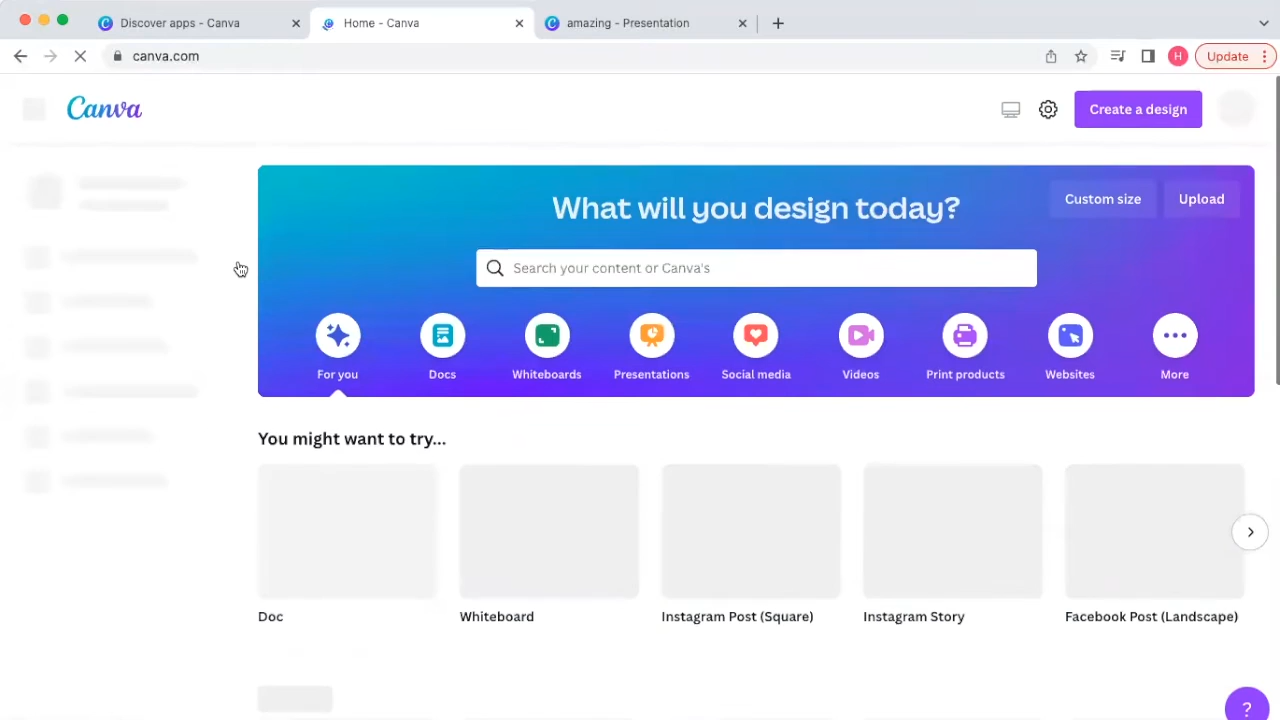 Discover apps - Canva
Home - Canva
amazing - Presentation
canva.com
H
Update
Canva
Create a design
What will you design today?
Custom size
Upload
Search your content or Canva's
For you
Docs
Whiteboards
Presentations
Social media
Videos
Print products
Websites
More
You might want to try...
Doc
Whiteboard
Instagram Post (Square)
Instagram Story
Facebook Post (Landscape)
?